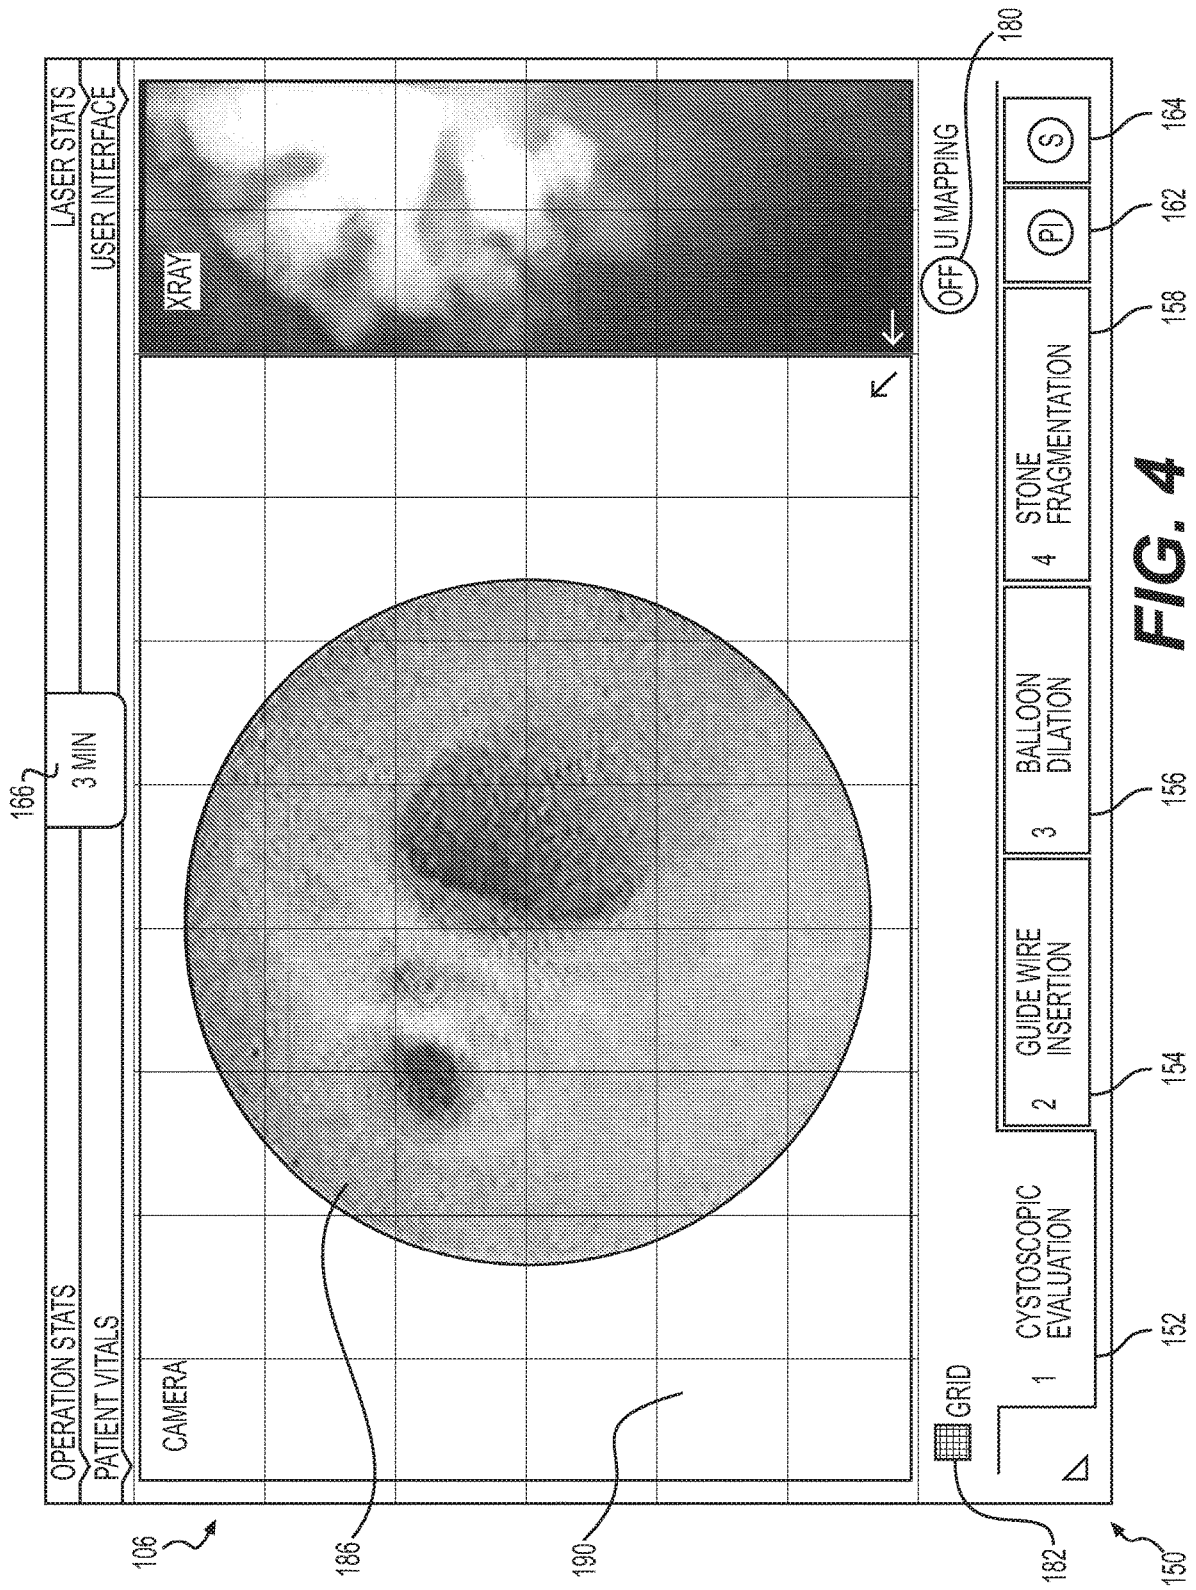 166
OPERATION STATS
3 MIN
LASER STATS
PATIENT VITALS
USER INTERFACE
106
CAMERA
XRAY
186
190
182
GRID
OFF
UI MAPPING
180
1
CYSTOSCOPIC
EVALUATION
2
GUIDE WIRE
INSERTION
3
BALLOON
DILATION
4
STONE
FRAGMENTATION
PI
S
150
152
154
156
158
162
164
FIG. 4